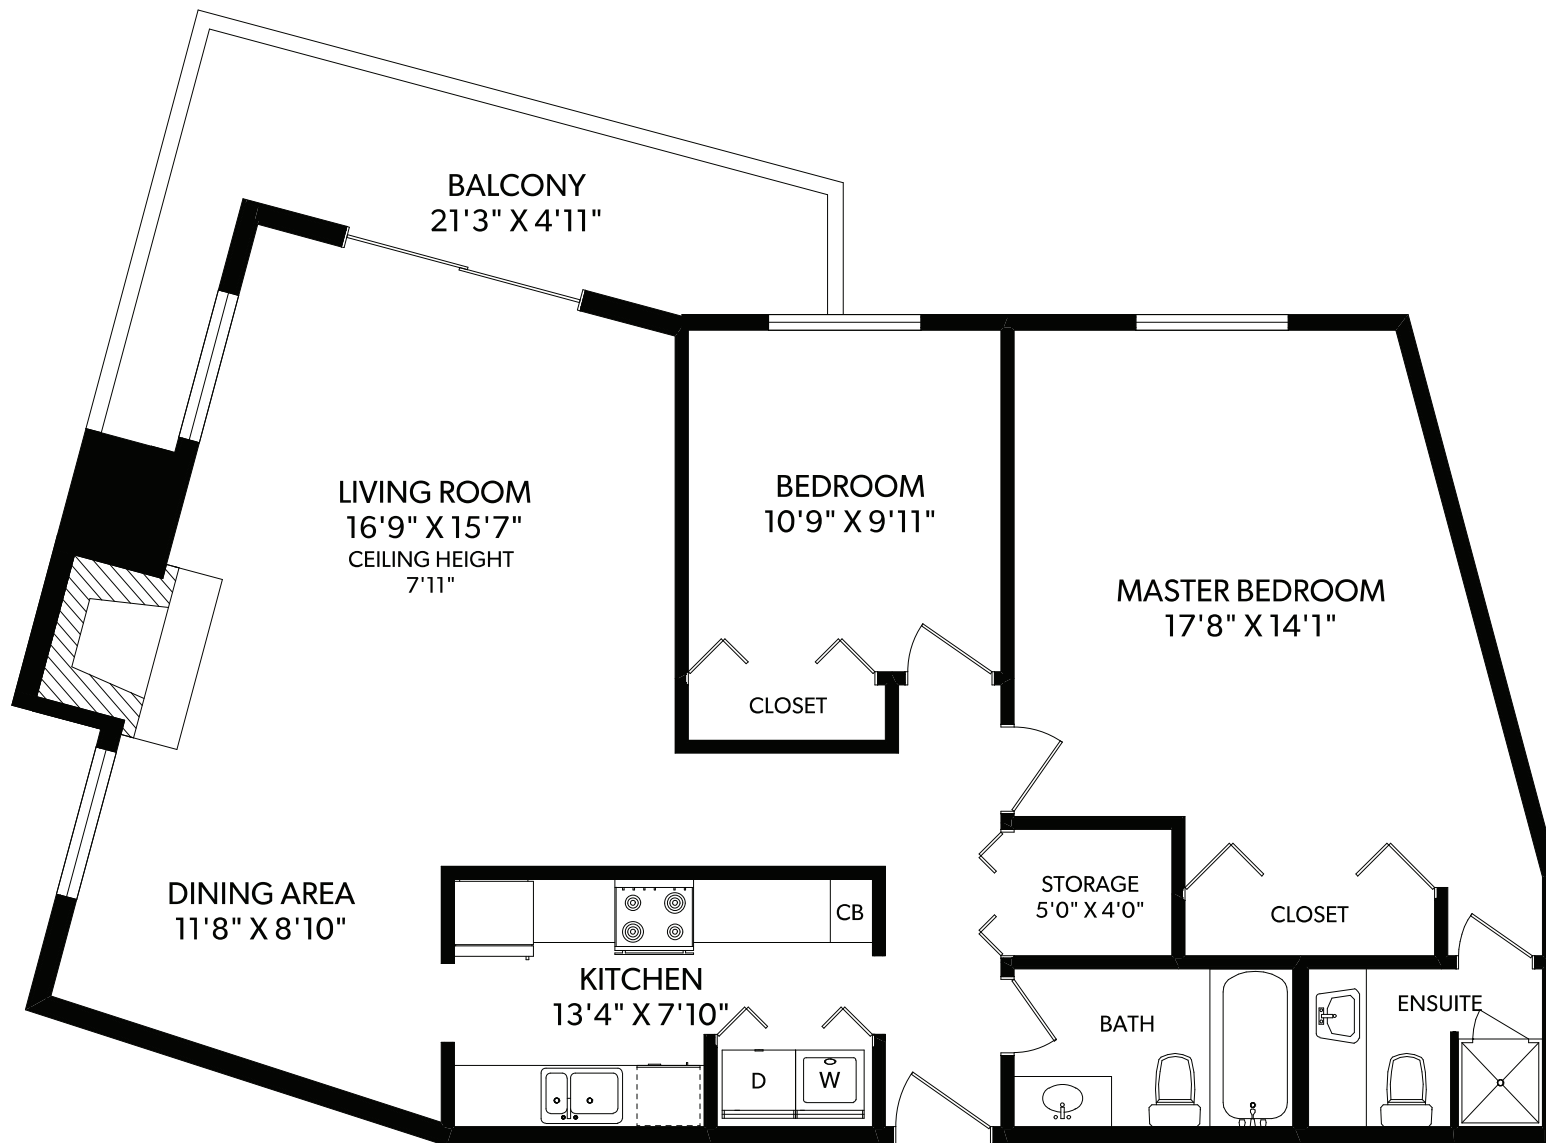 BALCONY
21'3" X 4'11"
LIVING ROOM
16'9" X 15'7"
CEILING HEIGHT
7'11"
BEDROOM
10'9" X 9'11"
MASTER BEDROOM
17'8" X 14'1"
CLOSET
DINING AREA
11'8" X 8'10"
CB
STORAGE
5'0" X 4'0"
CLOSET
KITCHEN
13'4" X 7'10"
BATH
ENSUITE
D
W